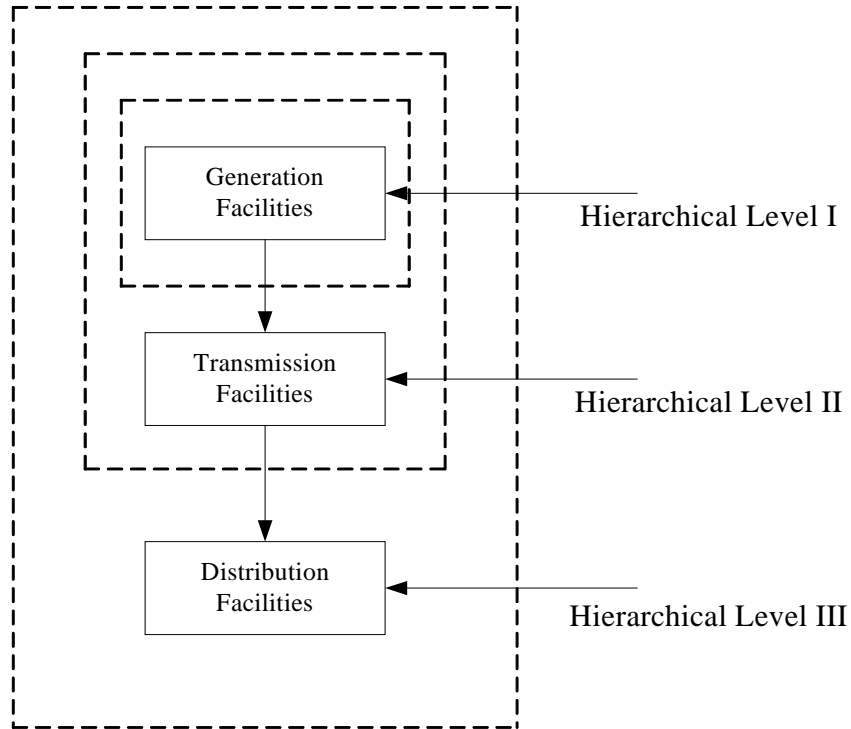 Generation
Facilities
Hierarchical Level I
Transmission
Facilities
Hierarchical Level II
Distribution
Facilities
Hierarchical Level III